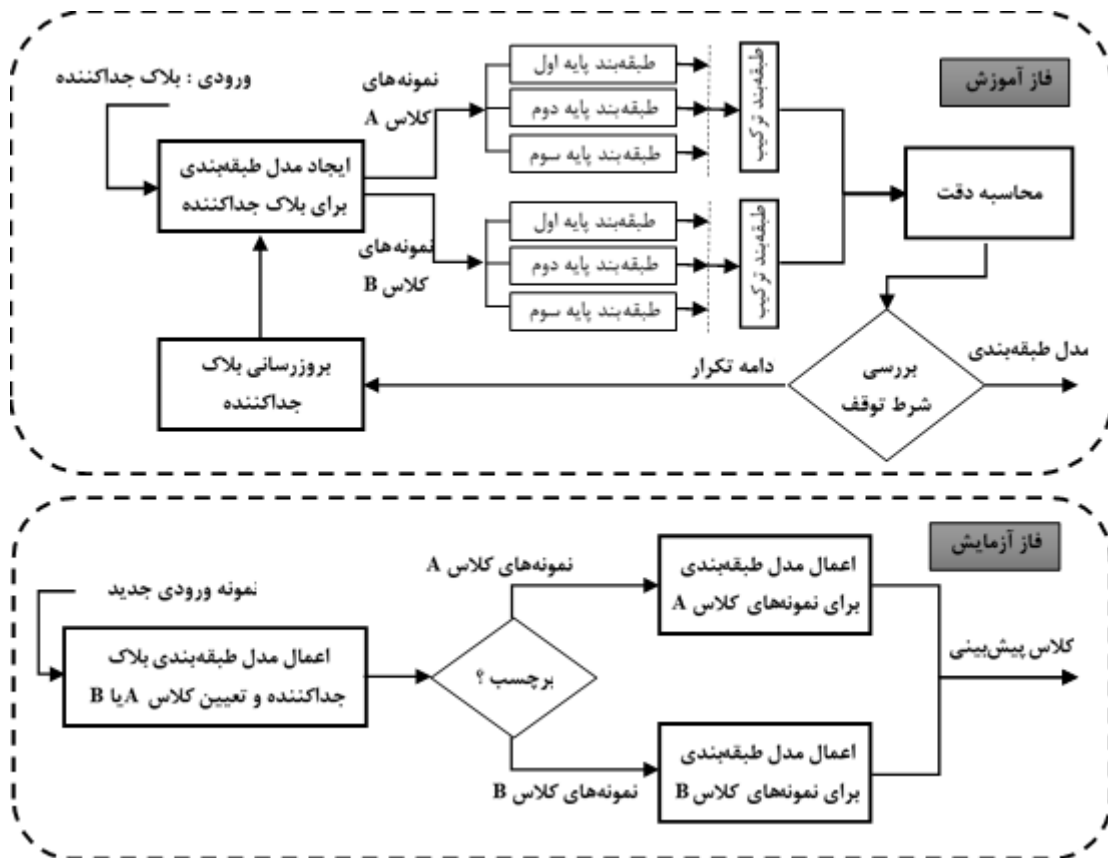 فاز آموزش
ورودی : بلاک جداکننده
ایجاد مدل طبقه‌بندی
برای بلاک جداکننده
نمونه‌های
کلاس A
نمونه‌های
کلاس B
طبقه‌بند پایه اول
طبقه‌بند پایه دوم
طبقه‌بند پایه سوم
طبقه‌بند ترکیب
طبقه‌بند پایه اول
طبقه‌بند پایه دوم
طبقه‌بند پایه سوم
طبقه‌بند ترکیب
محاسبه دقت
بررسی
شرط توقف
مدل طبقه‌بندی
دامه تکرار
بروزرسانی بلاک
جداکننده
فاز آزمایش
نمونه ورودی جدید
اعمال مدل طبقه‌بندی بلاک
جداکننده و تعیین کلاس A یا B
برچسب ؟
نمونه‌های کلاس A
اعمال مدل طبقه‌بندی
برای نمونه‌های کلاس A
نمونه‌های کلاس B
اعمال مدل طبقه‌بندی
برای نمونه‌های کلاس B
کلاس پیش‌بینی